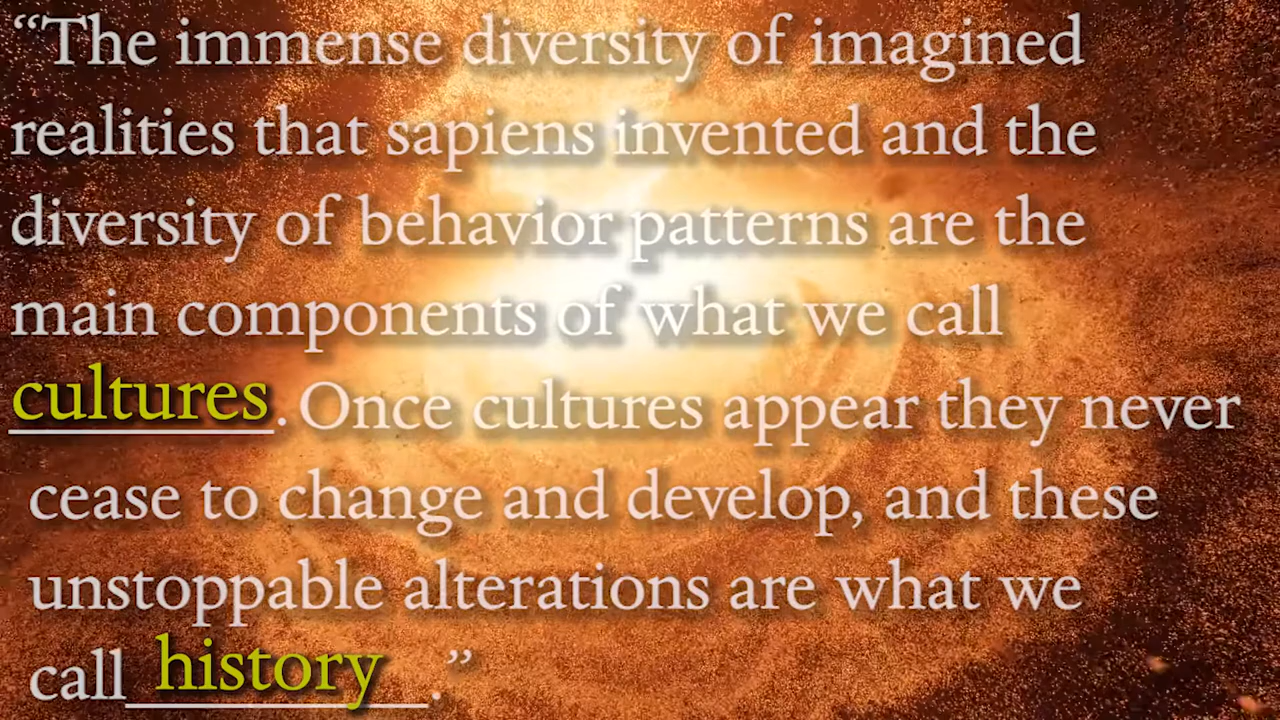 “The immense diversity of imagined
realities that sapiens invented and the
diversity of behavior patterns are the
main components of what we call
cultures. Once cultures appear they never
cease to change and develop, and these
unstoppable alterations are what we
call history.”